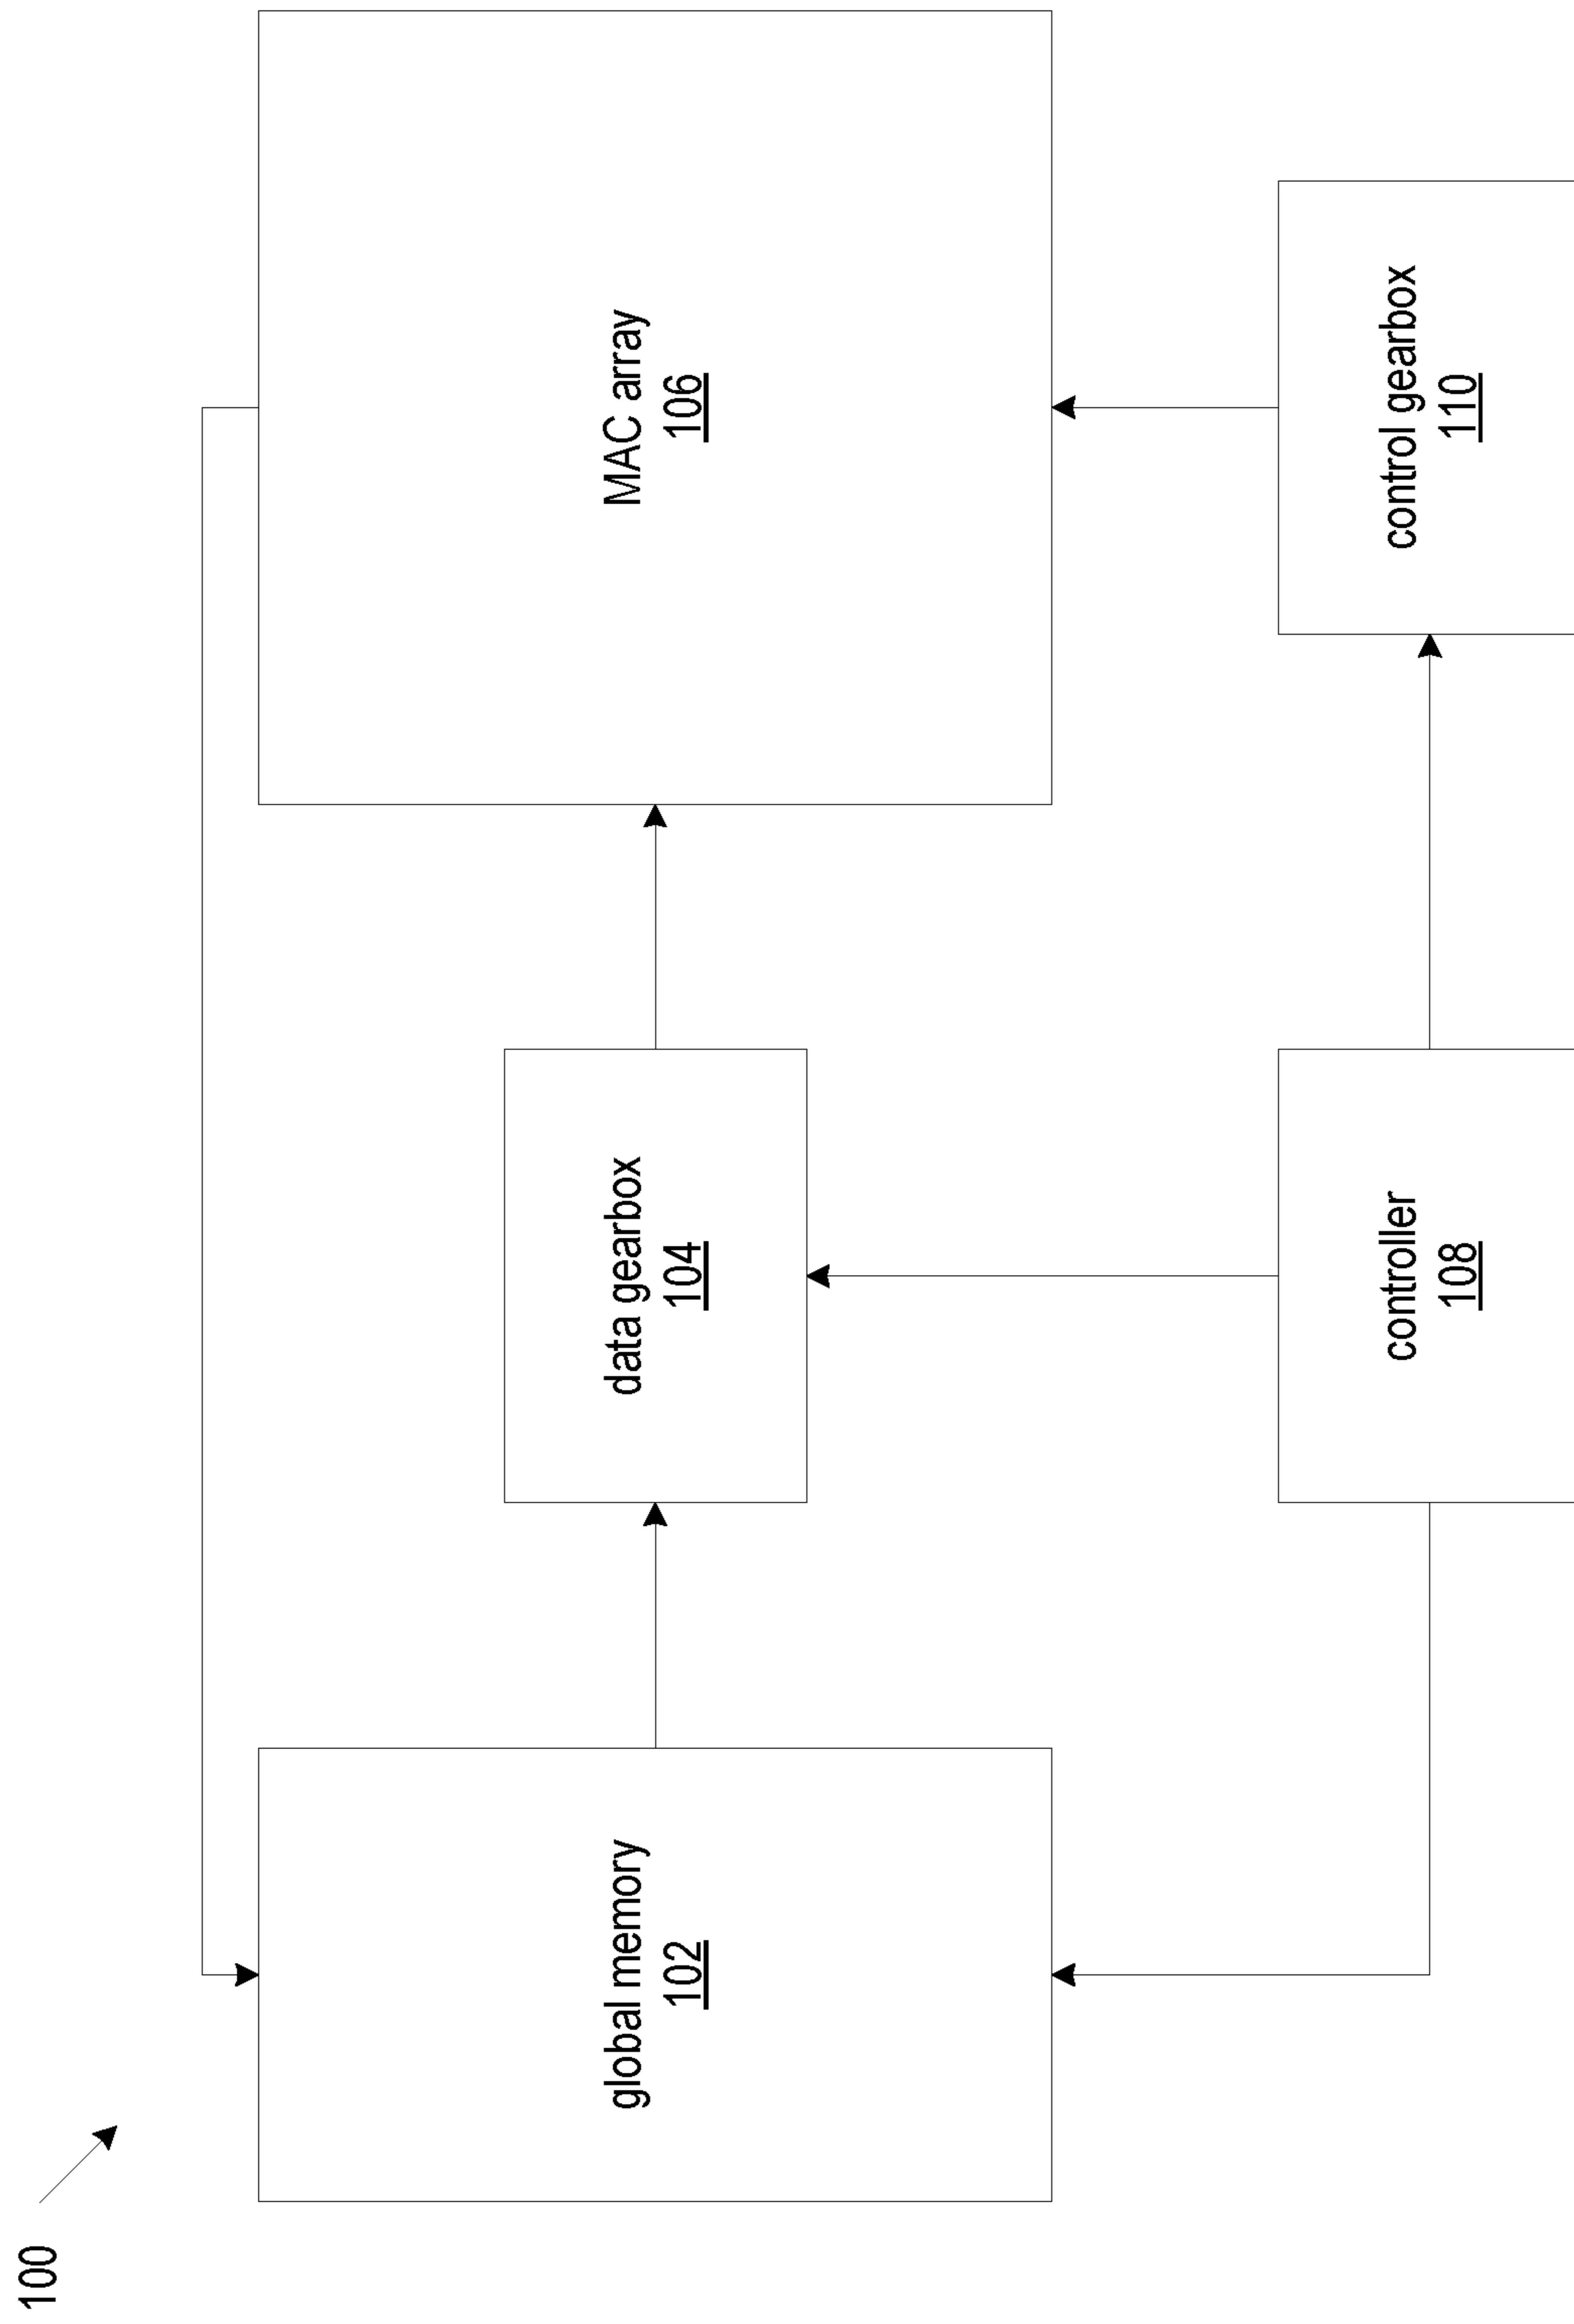 100
global memory
102
data gearbox
104
MAC array
106
controller
108
control gearbox
110